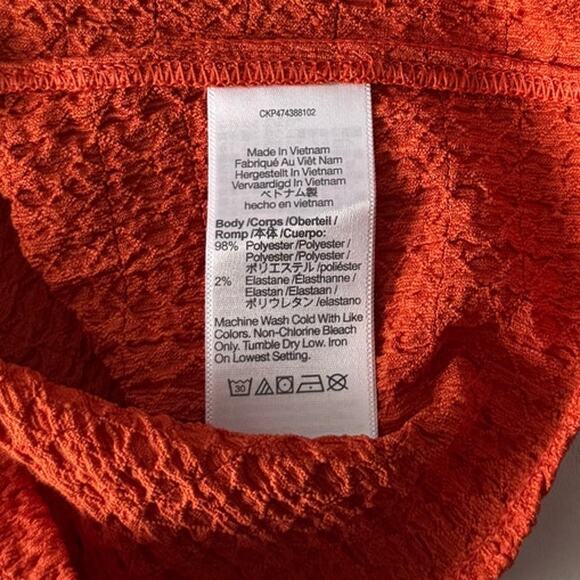 CKP474388102
Made In Vietnam
Fabriqué Au Viêt Nam
Hergestellt In Vietnam
Vervaardigd In Vietnam
ベトナム製
hecho en vietnam
Body /Corps /Oberteil /
Romp /本体 /Cuerpo:
98% Polyester /Polyester /
Polyester /Polyester /
ポリエステル /poliéster
2% Elastane /Élasthanne /
Elastan /Elastaan /
ポリウレタン /elastano
Machine Wash Cold With Like
Colors. Non-Chlorine Bleach
Only. Tumble Dry Low. Iron
On Lowest Setting.
30